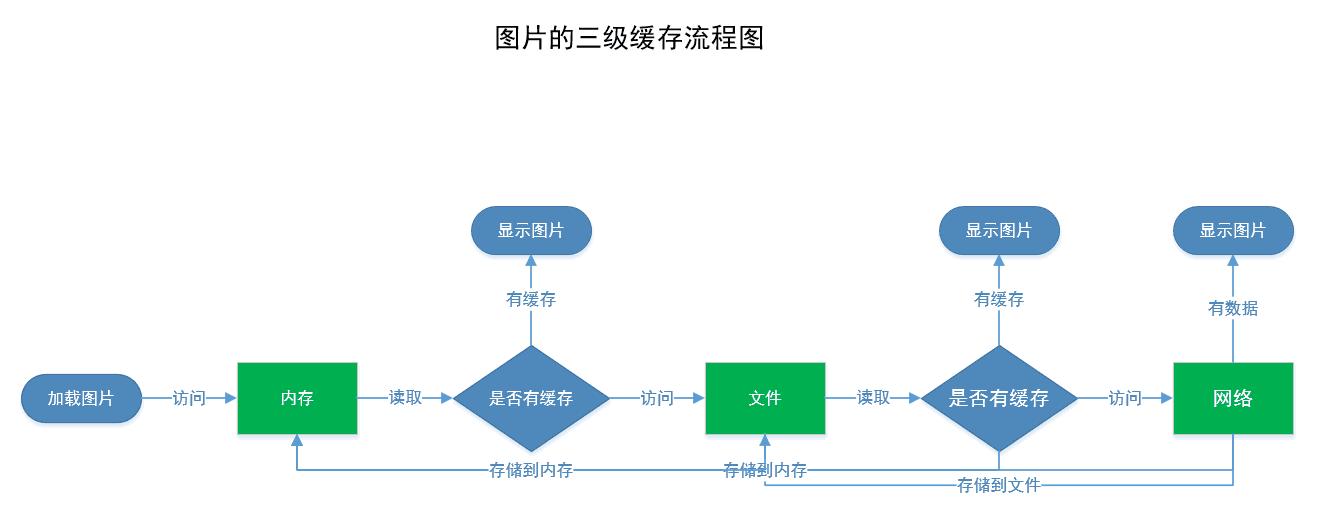 图片的三级缓存流程图
显示图片
显示图片
显示图片
有缓存
有缓存
有数据
加载图片
访问
内存
读取
是否有缓存
访问
文件
读取
是否有缓存
访问
网络
存储到内存
存储到内存
存储到文件